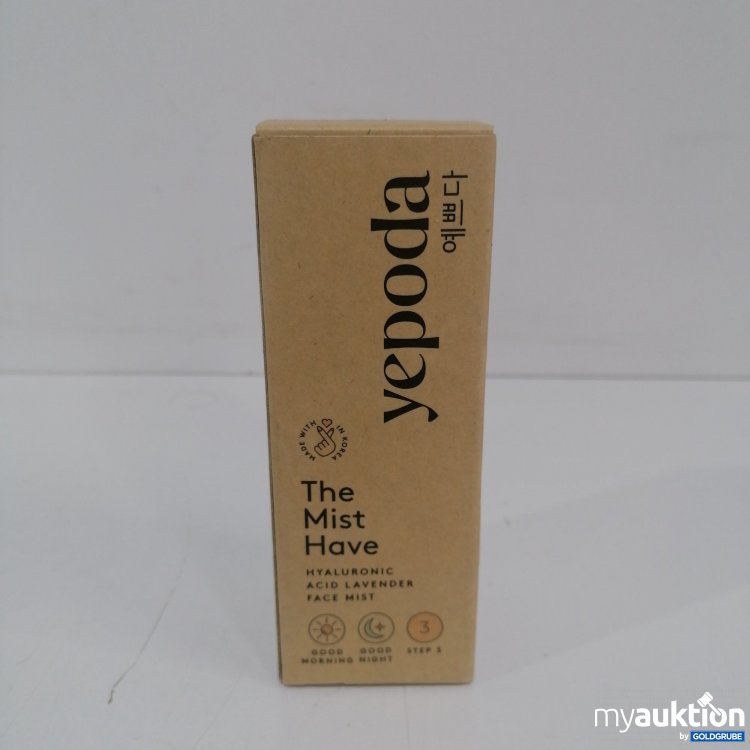 yepoda
예쁘다
MADE WITH
IN KOREA
The
Mist
Have
HYALURONIC
ACID LAVENDER
FACE MIST
3
GOOD
MORNING
GOOD
NIGHT
STEP 3
myauktion
by GOLDGRUBE